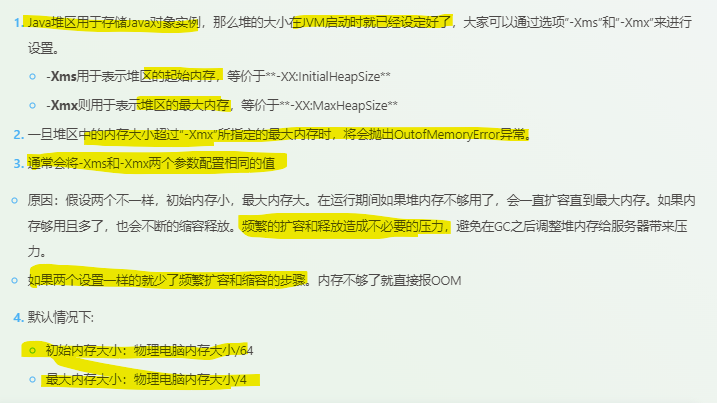 1. Java堆区用于存储Java对象实例，那么堆的大小在JVM启动时就已经设定好了，大家可以通过选项"-Xms"和"-Xmx"来进行
设置。
-Xms用于表示堆区的起始内存，等价于**-XX:InitialHeapSize**
-Xmx则用于表示堆区的最大内存，等价于**-XX:MaxHeapSize**
2. 一旦堆区中的内存大小超过"-Xmx"所指定的最大内存时，将会抛出OutofMemoryError异常。
3. 通常会将-Xms和-Xmx两个参数配置相同的值
原因：假设两个不一样，初始内存小，最大内存大。在运行期间如果堆内存不够用了，会一直扩容直到最大内存。如果内
存够用且多了，也会不断的缩容释放。频繁的扩容和释放造成不必要的压力，避免在GC之后调整堆内存给服务器带来压
力。
如果两个设置一样的就少了频繁扩容和缩容的步骤。内存不够了就直接报OOM
4. 默认情况下:
初始内存大小：物理电脑内存大小/64
最大内存大小：物理电脑内存大小/4